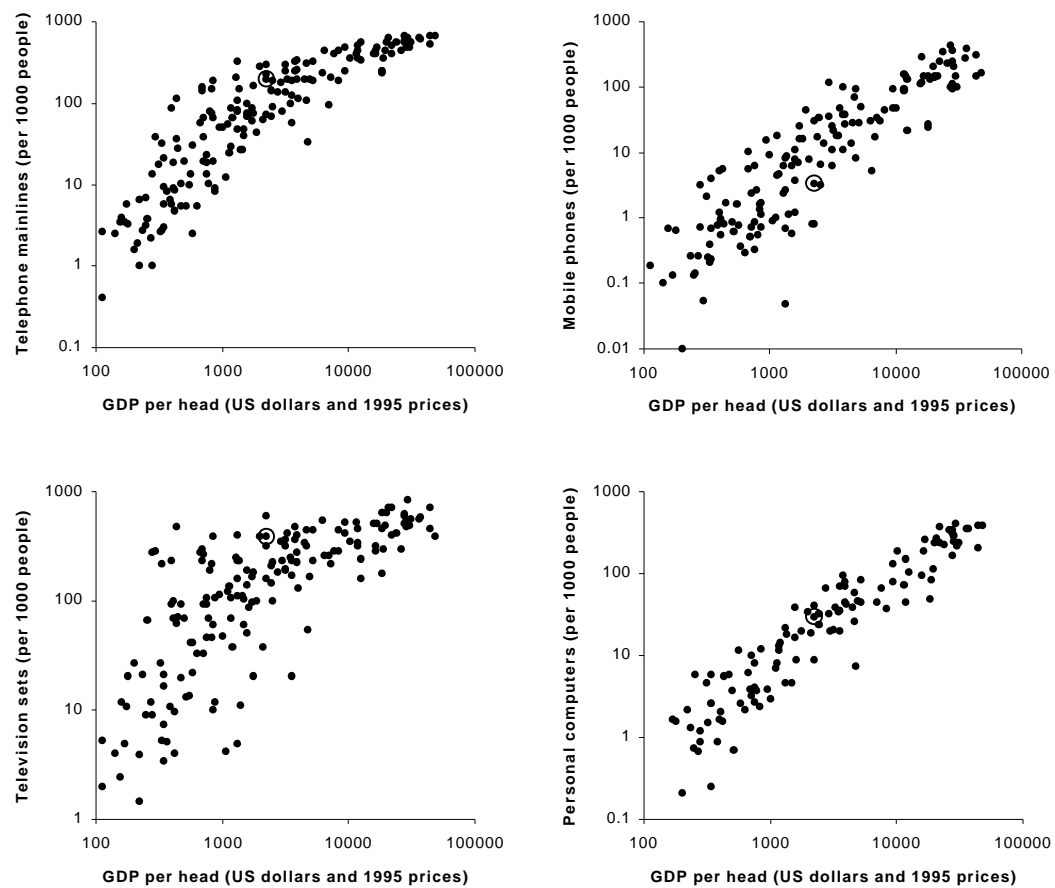 Telephone mainlines (per 1000 people)
1000
100
10
1
0.1
100 1000 10000 100000
GDP per head (US dollars and 1995 prices)
Mobile phones (per 1000 people)
1000
100
10
1
0.1
0.01
100 1000 10000 100000
GDP per head (US dollars and 1995 prices)
Television sets (per 1000 people)
1000
100
10
1
100 1000 10000 100000
GDP per head (US dollars and 1995 prices)
Personal computers (per 1000 people)
1000
100
10
1
0.1
100 1000 10000 100000
GDP per head (US dollars and 1995 prices)